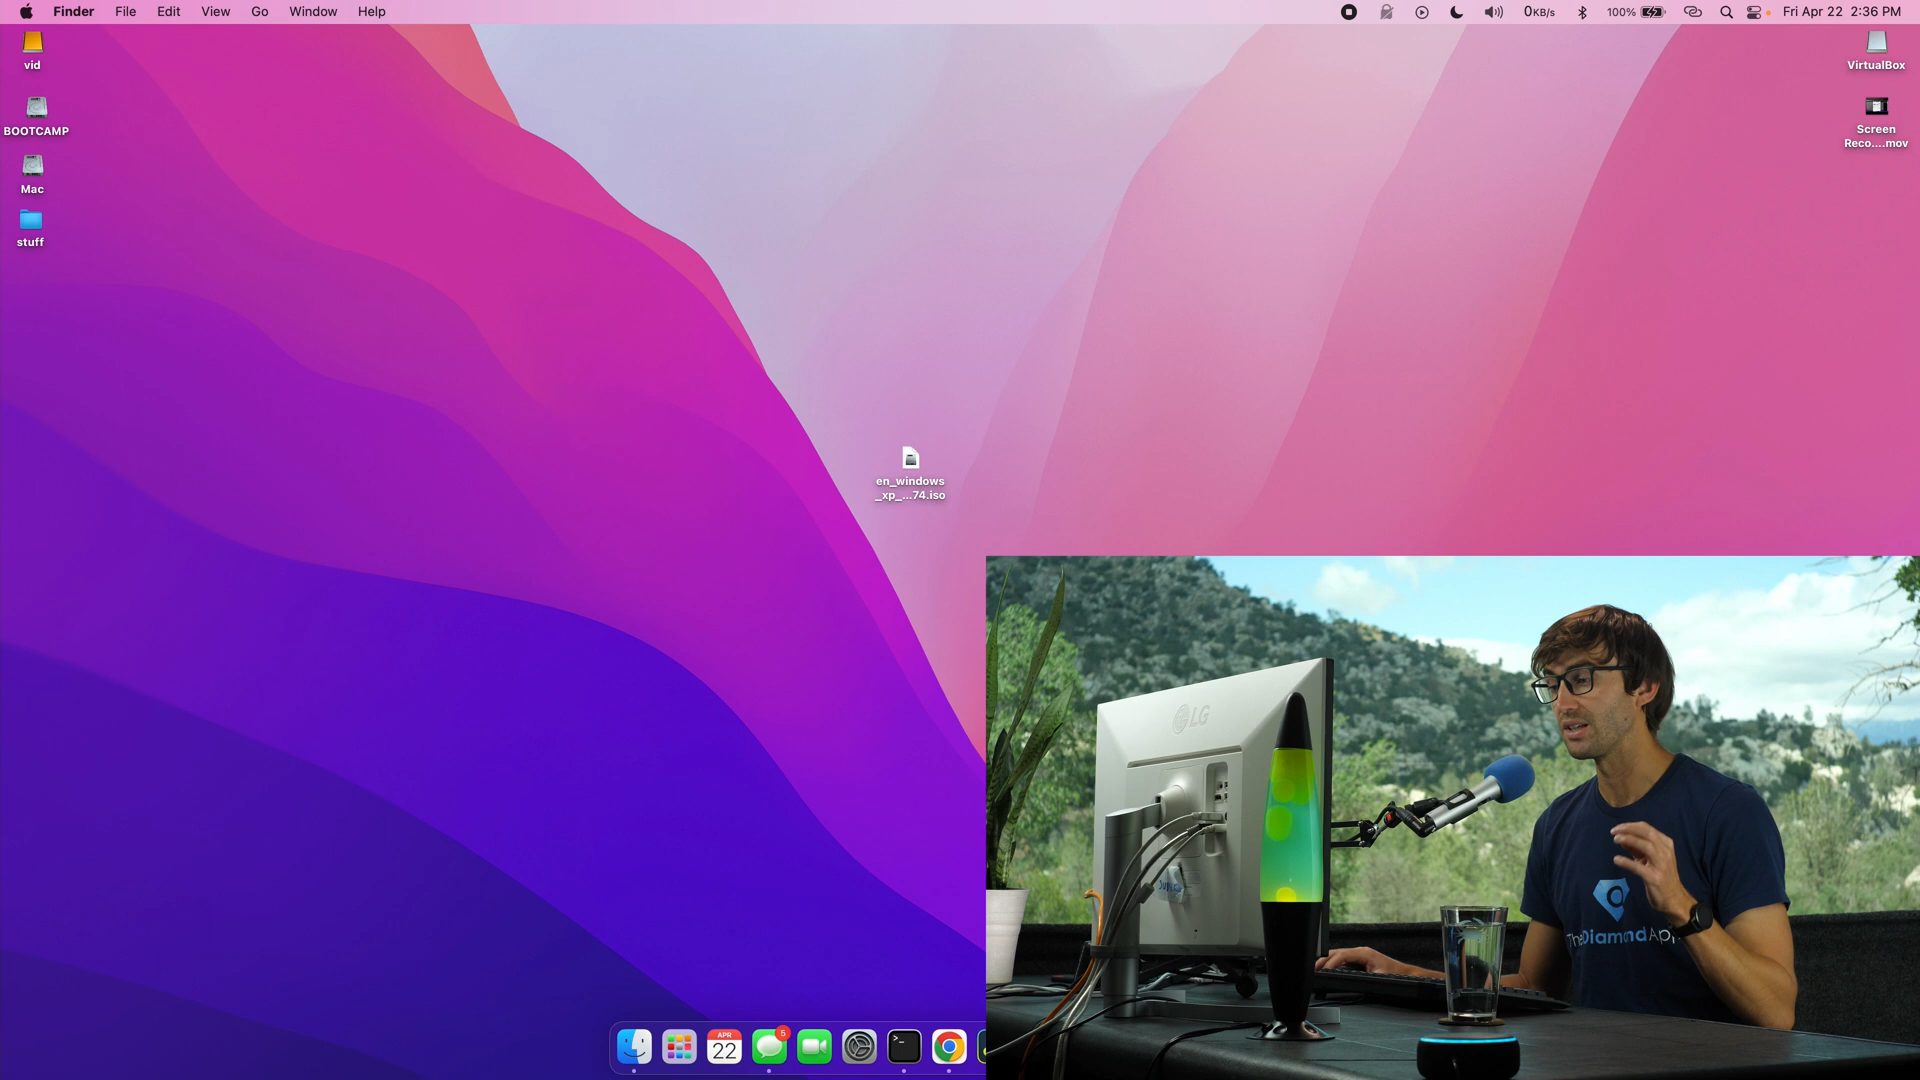 Finder File Edit View Go Window Help
0KB/s 100% Fri Apr 22 2:36 PM
vid
BOOTCAMP
Mac
stuff
VirtualBox
Screen
Reco....mov
en_windows
_xp_...74.iso
LG
TheDiamondAp
APR
22
5
>_